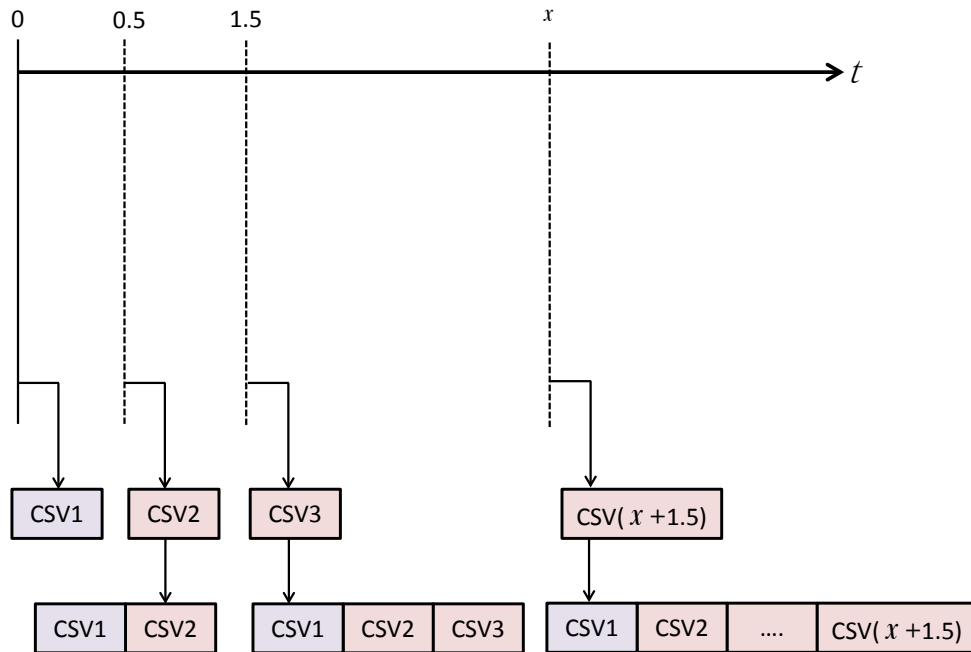 0 0.5 1.5 x
t
CSV1 CSV2 CSV3 CSV( x +1.5)
CSV1 CSV2 CSV1 CSV2 CSV3 CSV1 CSV2 .... CSV( x +1.5)